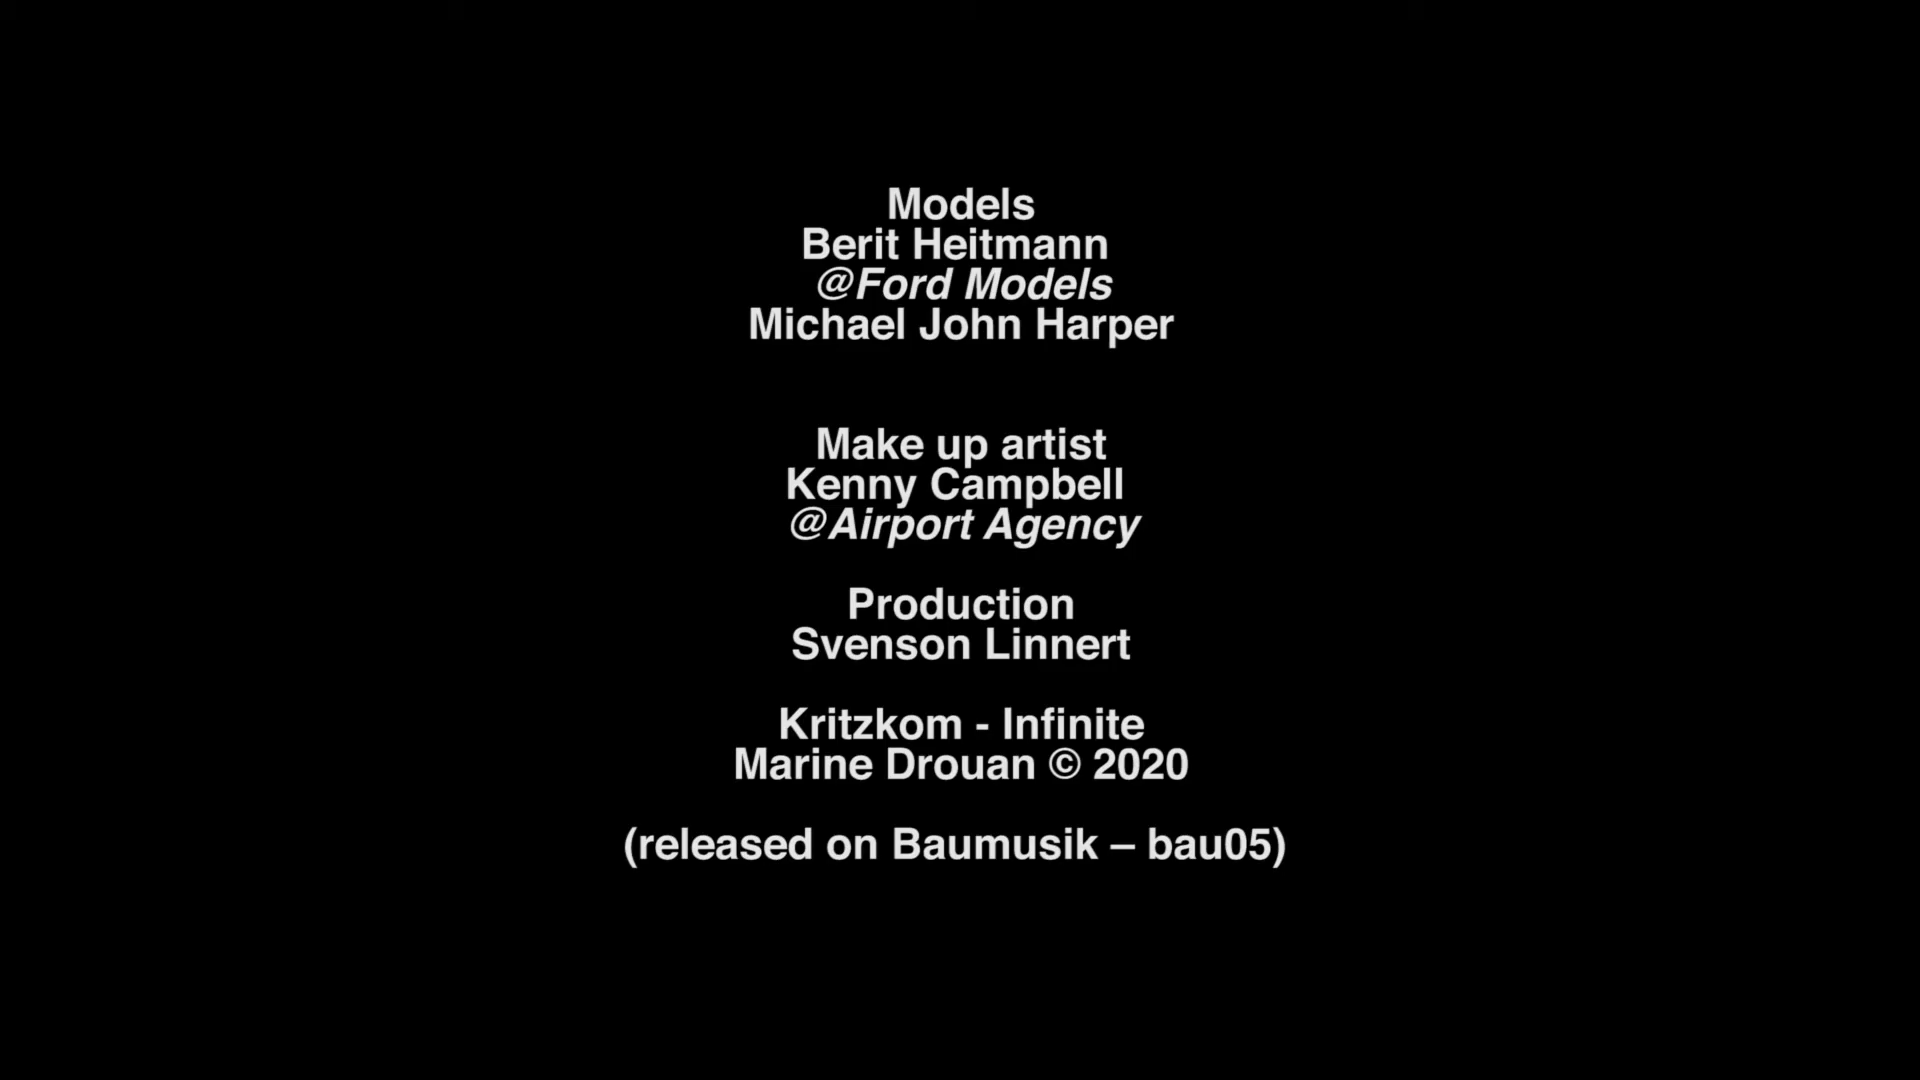 Models
Berit Heitmann
@Ford Models
Michael John Harper
Make up artist
Kenny Campbell
@Airport Agency
Production
Svenson Linnert
Kritzkom - Infinite
Marine Drouan © 2020
(released on Baumusik – bau05)